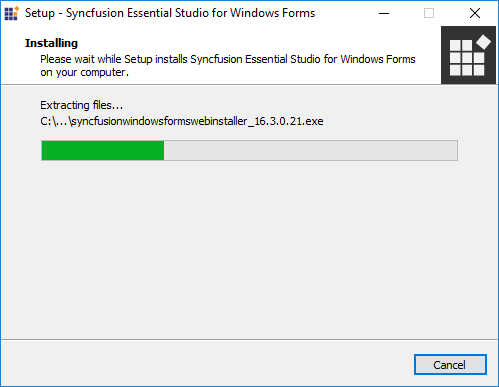 Setup - Syncfusion Essential Studio for Windows Forms
Installing
Please wait while Setup installs Syncfusion Essential Studio for Windows Forms
on your computer.
Extracting files...
C:\...\syncfusionwindowsformswebinstaller_16.3.0.21.exe
Cancel